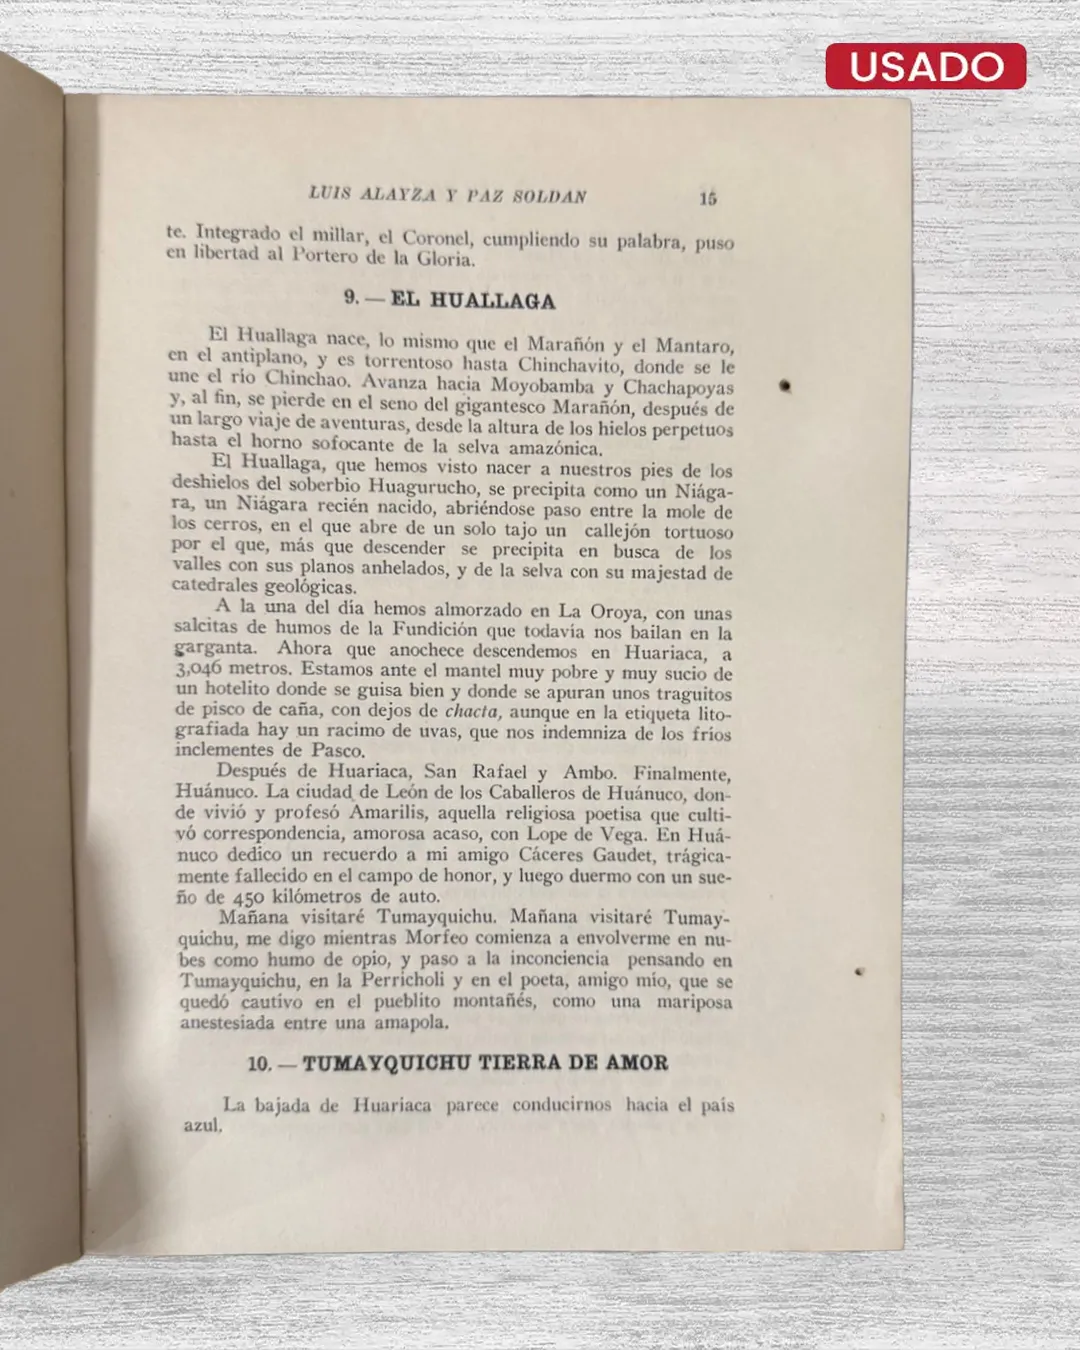 USADO
LUIS ALAYZA Y PAZ SOLDAN 15
te. Integrado el millar, el Coronel, cumpliendo su palabra, puso
en libertad al Portero de la Gloria.
9. — EL HUALLAGA
El Huallaga nace, lo mismo que el Marañón y el Mantaro,
en el antiplano, y es torrentoso hasta Chinchavito, donde se le
une el río Chinchao. Avanza hacia Moyobamba y Chachapoyas
y, al fin, se pierde en el seno del gigantesco Marañón, después de
un largo viaje de aventuras, desde la altura de los hielos perpetuos
hasta el horno sofocante de la selva amazónica.
El Huallaga, que hemos visto nacer a nuestros pies de los
deshielos del soberbio Huagurucho, se precipita como un Niága-
ra, un Niágara recién nacido, abriéndose paso entre la mole de
los cerros, en el que abre de un solo tajo un callejón tortuoso
por el que, más que descender se precipita en busca de los
valles con sus planos anhelados, y de la selva con su majestad de
catedrales geológicas.
A la una del día hemos almorzado en La Oroya, con unas
salcitas de humos de la Fundición que todavía nos bailan en la
garganta. Ahora que anochece descendemos en Huariaca, a
3,046 metros. Estamos ante el mantel muy pobre y muy sucio de
un hotelito donde se guisa bien y donde se apuran unos traguitos
de pisco de caña, con dejos de chacta, aunque en la etiqueta lito-
grafiada hay un racimo de uvas, que nos indemniza de los fríos
inclementes de Pasco.
Después de Huariaca, San Rafael y Ambo. Finalmente,
Huánuco. La ciudad de León de los Caballeros de Huánuco, don-
de vivió y profesó Amarilis, aquella religiosa poetisa que culti-
vó correspondencia, amorosa acaso, con Lope de Vega. En Huá-
nuco dedico un recuerdo a mi amigo Cáceres Gaudet, trágica-
mente fallecido en el campo de honor, y luego duermo con un sue-
ño de 450 kilómetros de auto.
Mañana visitaré Tumayquichu. Mañana visitaré Tumay-
quichu, me digo mientras Morfeo comienza a envolverme en nu-
bes como humo de opio, y paso a la inconciencia pensando en
Tumayquichu, en la Perricholi y en el poeta, amigo mío, que se
quedó cautivo en el pueblito montañés, como una mariposa
anestesiada entre una amapola.
10. — TUMAYQUICHU TIERRA DE AMOR
La bajada de Huariaca parece conducirnos hacia el país
azul.